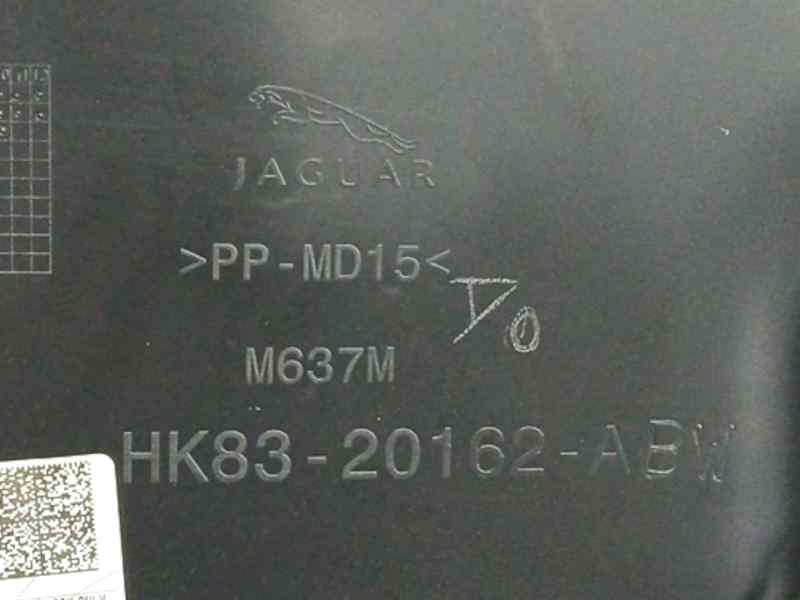 JAGUAR
>PP-MD15<
M637M
HK83-20162-ABW